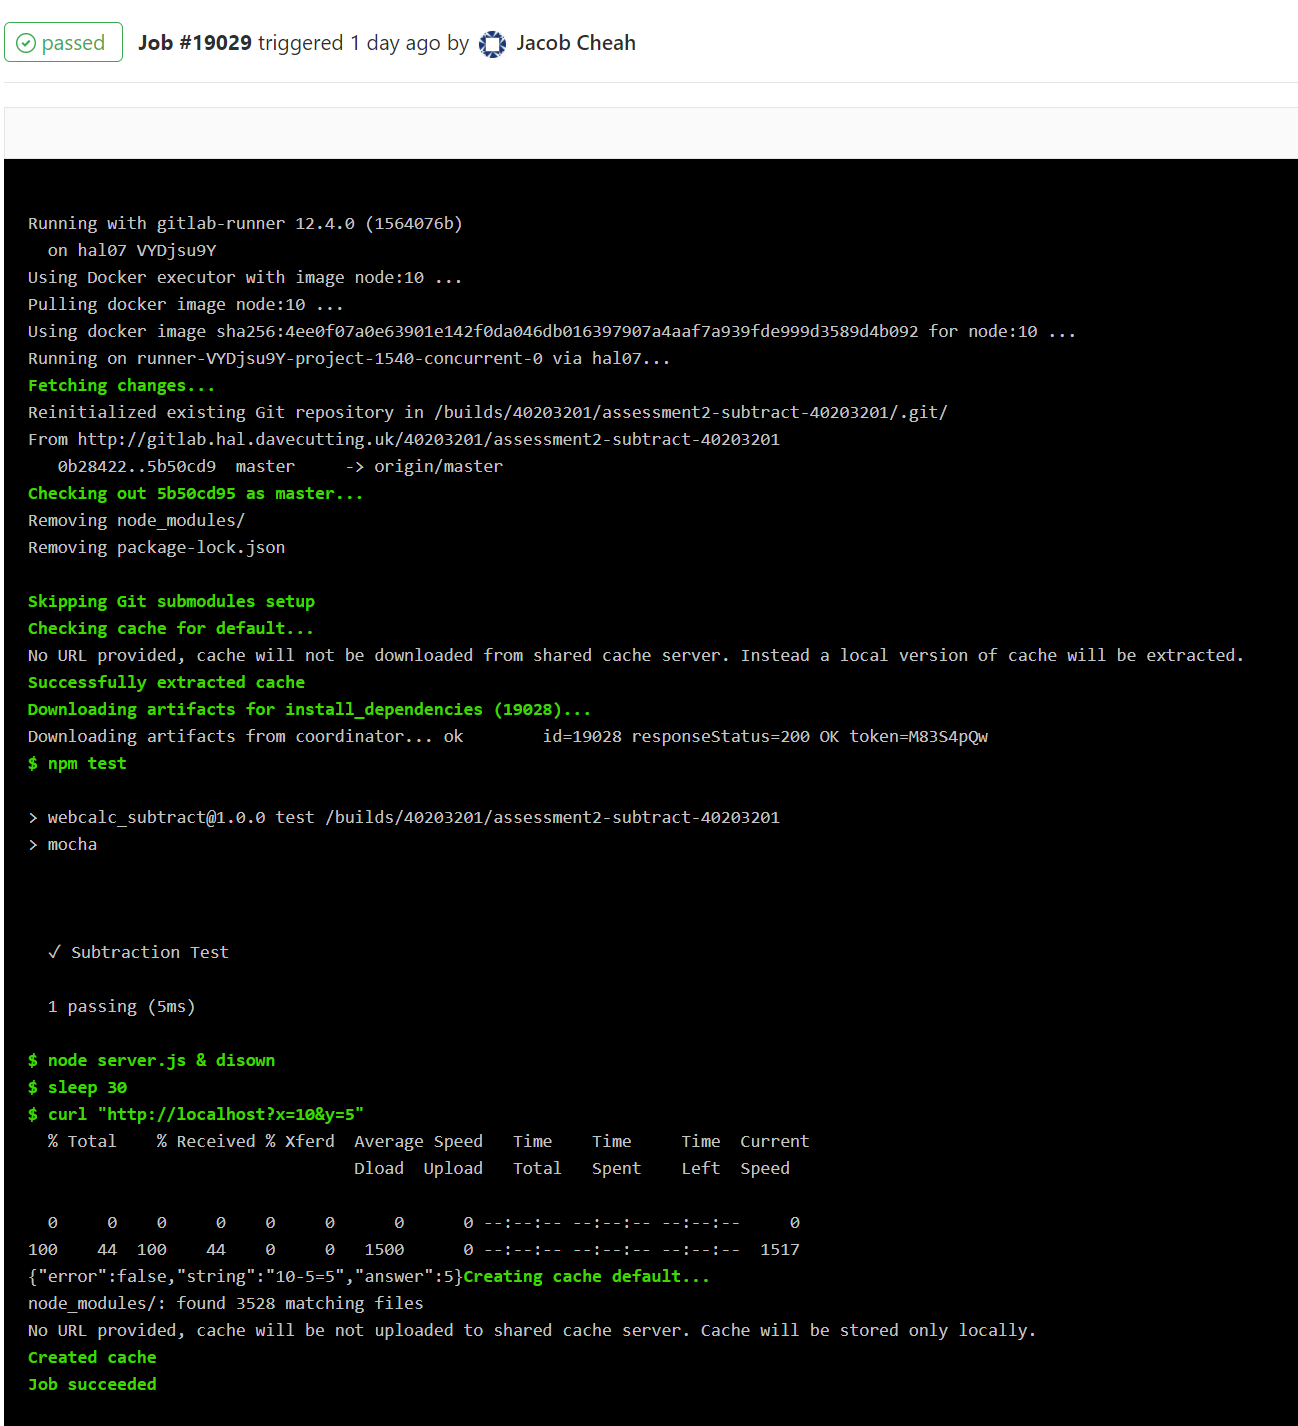 passed Job #19029 triggered 1 day ago by Jacob Cheah
Running with gitlab-runner 12.4.0 (1564076b)
on hal07 VYDjsu9Y
Using Docker executor with image node:10 ...
Pulling docker image node:10 ...
Using docker image sha256:4ee0f07a0e63901e142f0da046db016397907a4aaf7a939fde999d3589d4b092 for node:10 ...
Running on runner-VYDjsu9Y-project-1540-concurrent-0 via hal07...
Fetching changes...
Reinitialized existing Git repository in /builds/40203201/assessment2-subtract-40203201/.git/
From http://gitlab.hal.davecutting.uk/40203201/assessment2-subtract-40203201
0b28422..5b50cd9  master     -> origin/master
Checking out 5b50cd95 as master...
Removing node_modules/
Removing package-lock.json
Skipping Git submodules setup
Checking cache for default...
No URL provided, cache will not be downloaded from shared cache server. Instead a local version of cache will be extracted.
Successfully extracted cache
Downloading artifacts for install_dependencies (19028)...
Downloading artifacts from coordinator... ok        id=19028 responseStatus=200 OK token=M83S4pQw
$ npm test
> webcalc_subtract@1.0.0 test /builds/40203201/assessment2-subtract-40203201
> mocha
✓ Subtraction Test
1 passing (5ms)
$ node server.js & disown
$ sleep 30
$ curl "http://localhost?x=10&y=5"
% Total    % Received % Xferd  Average Speed   Time    Time     Time  Current
Dload  Upload   Total   Spent    Left  Speed
0     0    0     0    0     0      0      0 --:--:-- --:--:-- --:--:--     0
100    44  100    44    0     0   1500      0 --:--:-- --:--:-- --:--:--  1517
{"error":false,"string":"10-5=5","answer":5}Creating cache default...
node_modules/: found 3528 matching files
No URL provided, cache will be not uploaded to shared cache server. Cache will be stored only locally.
Created cache
Job succeeded